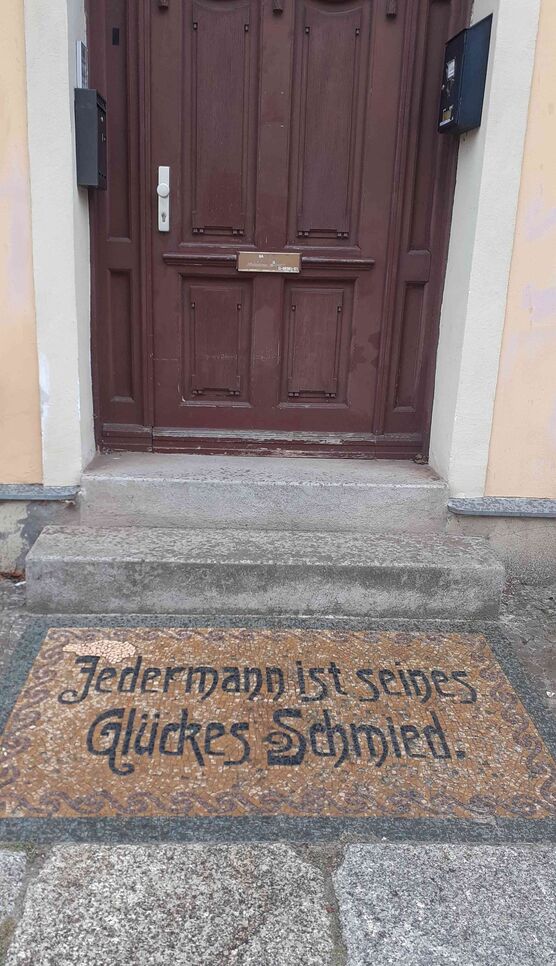 Jedermann ist seines
Glückes Schmied.